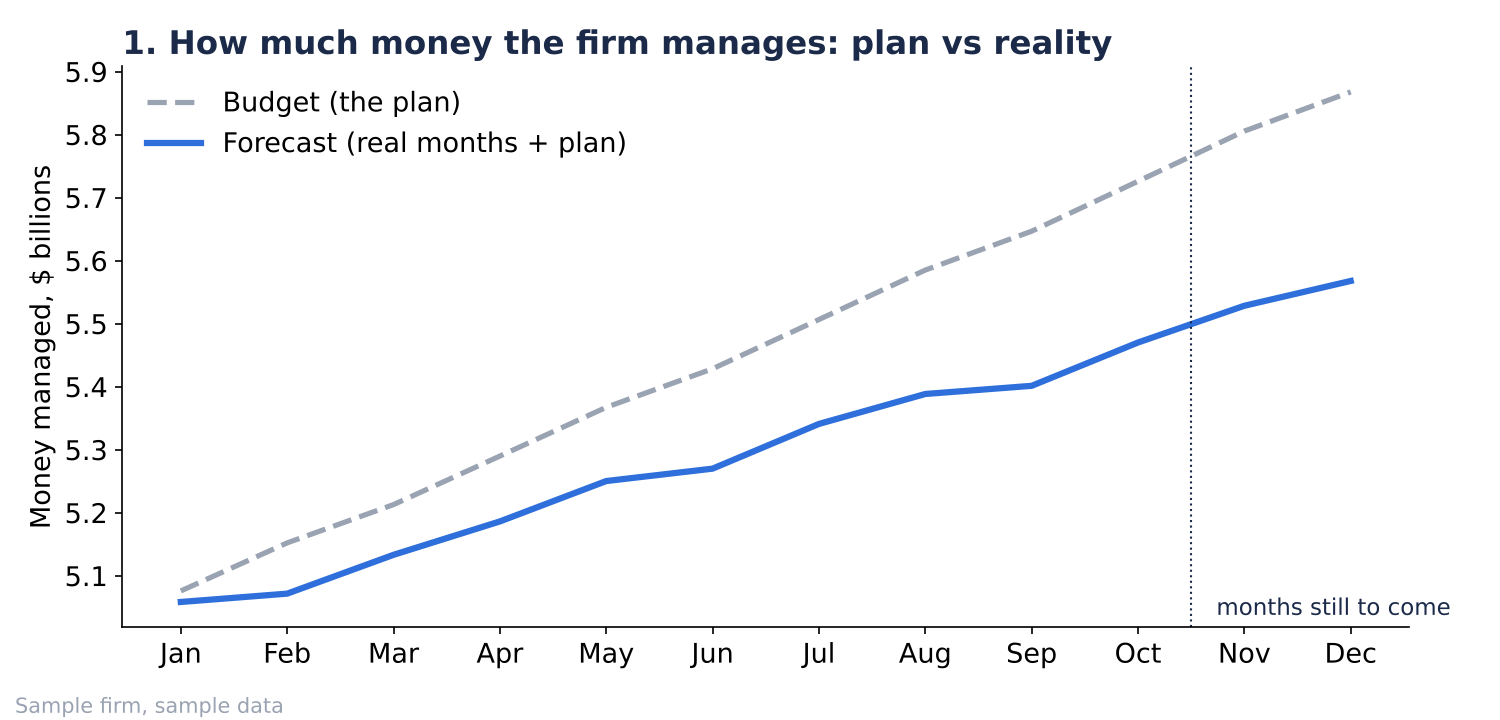 1. How much money the firm manages: plan vs reality
Budget (the plan)
Forecast (real months + plan)
Money managed, $ billions
5.9
5.8
5.7
5.6
5.5
5.4
5.3
5.2
5.1
months still to come
Jan Feb Mar Apr May Jun Jul Aug Sep Oct Nov Dec
Sample firm, sample data